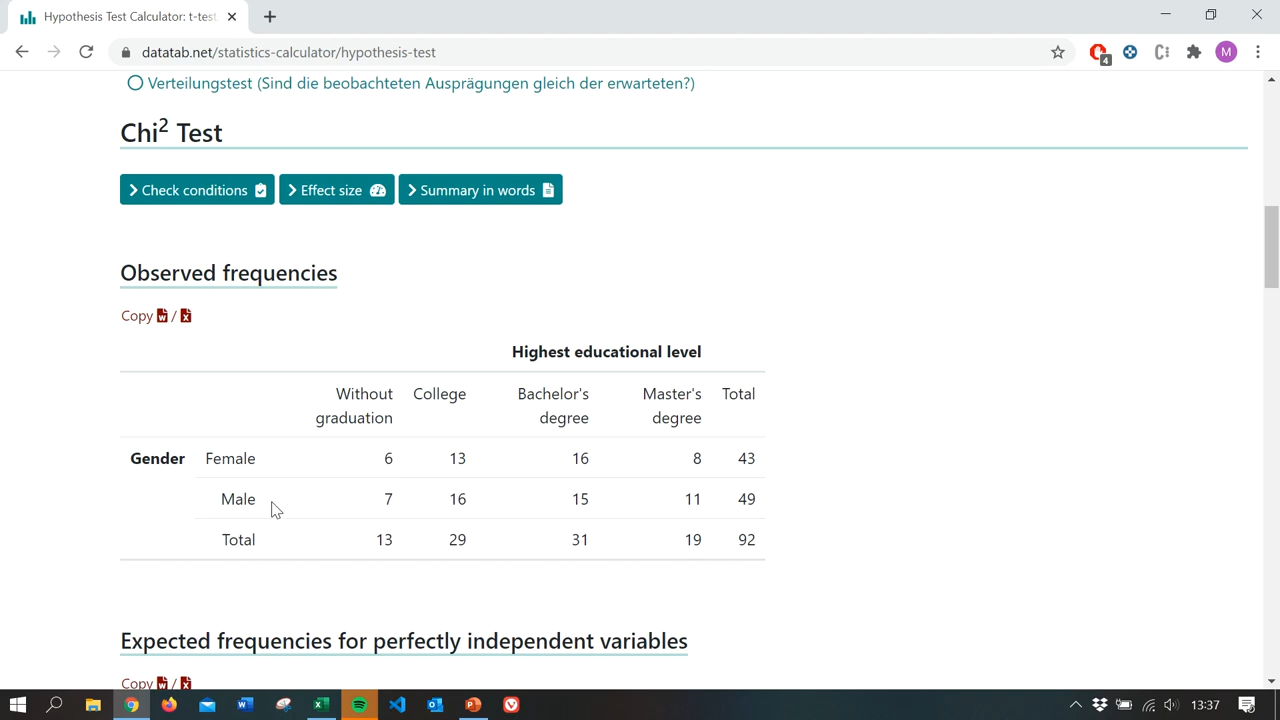 Hypothesis Test Calculator: t-test
datatab.net/statistics-calculator/hypothesis-test
4
M
Verteilungstest (Sind die beobachteten Ausprägungen gleich der erwarteten?)
Chi² Test
Check conditions
Effect size
Summary in words
Observed frequencies
Copy /
Highest educational level
Without graduation College Bachelor's degree Master's degree Total
Gender Female 6 13 16 8 43
Male 7 16 15 11 49
Total 13 29 31 19 92
Expected frequencies for perfectly independent variables
Copy /
13:37